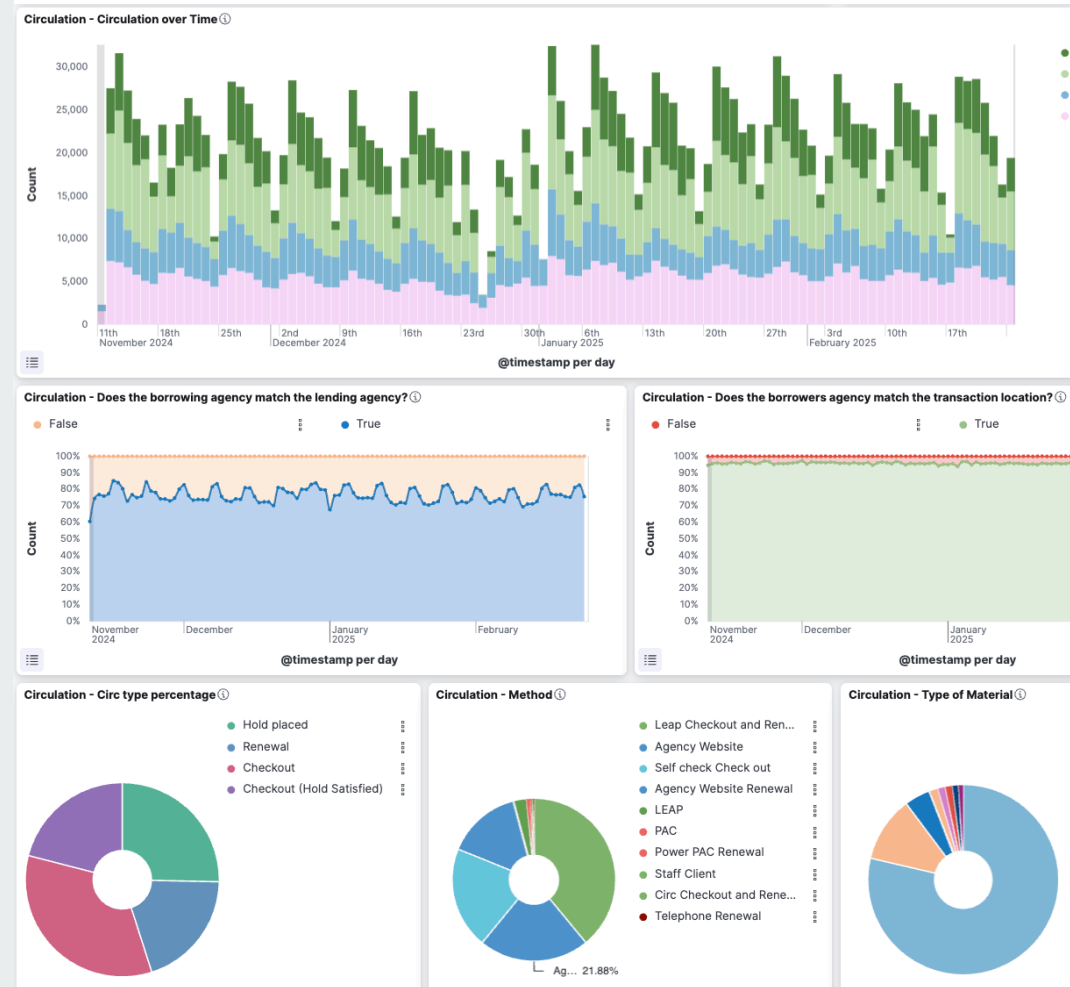 Circulation - Circulation over Time
30,000
25,000
20,000
15,000
10,000
5,000
0
Count
11th 18th 25th 2nd 9th 16th 23rd 30th 6th 13th 20th 27th 3rd 10th 17th
November 2024 December 2024 January 2025 February 2025
@timestamp per day
Circulation - Does the borrowing agency match the lending agency?
False True
100%
90%
80%
70%
60%
50%
40%
30%
20%
10%
0%
Count
November December January February
2024 2025
@timestamp per day
Circulation - Does the borrowers agency match the transaction location?
False True
100%
90%
80%
70%
60%
50%
40%
30%
20%
10%
0%
Count
November December January
2024 2025
@timestamp per day
Circulation - Circ type percentage
Hold placed
Renewal
Checkout
Checkout (Hold Satisfied)
Circulation - Method
Leap Checkout and Ren...
Agency Website
Self check Check out
Agency Website Renewal
LEAP
PAC
Power PAC Renewal
Staff Client
Circ Checkout and Rene...
Telephone Renewal
Ag... 21.88%
Circulation - Type of Material